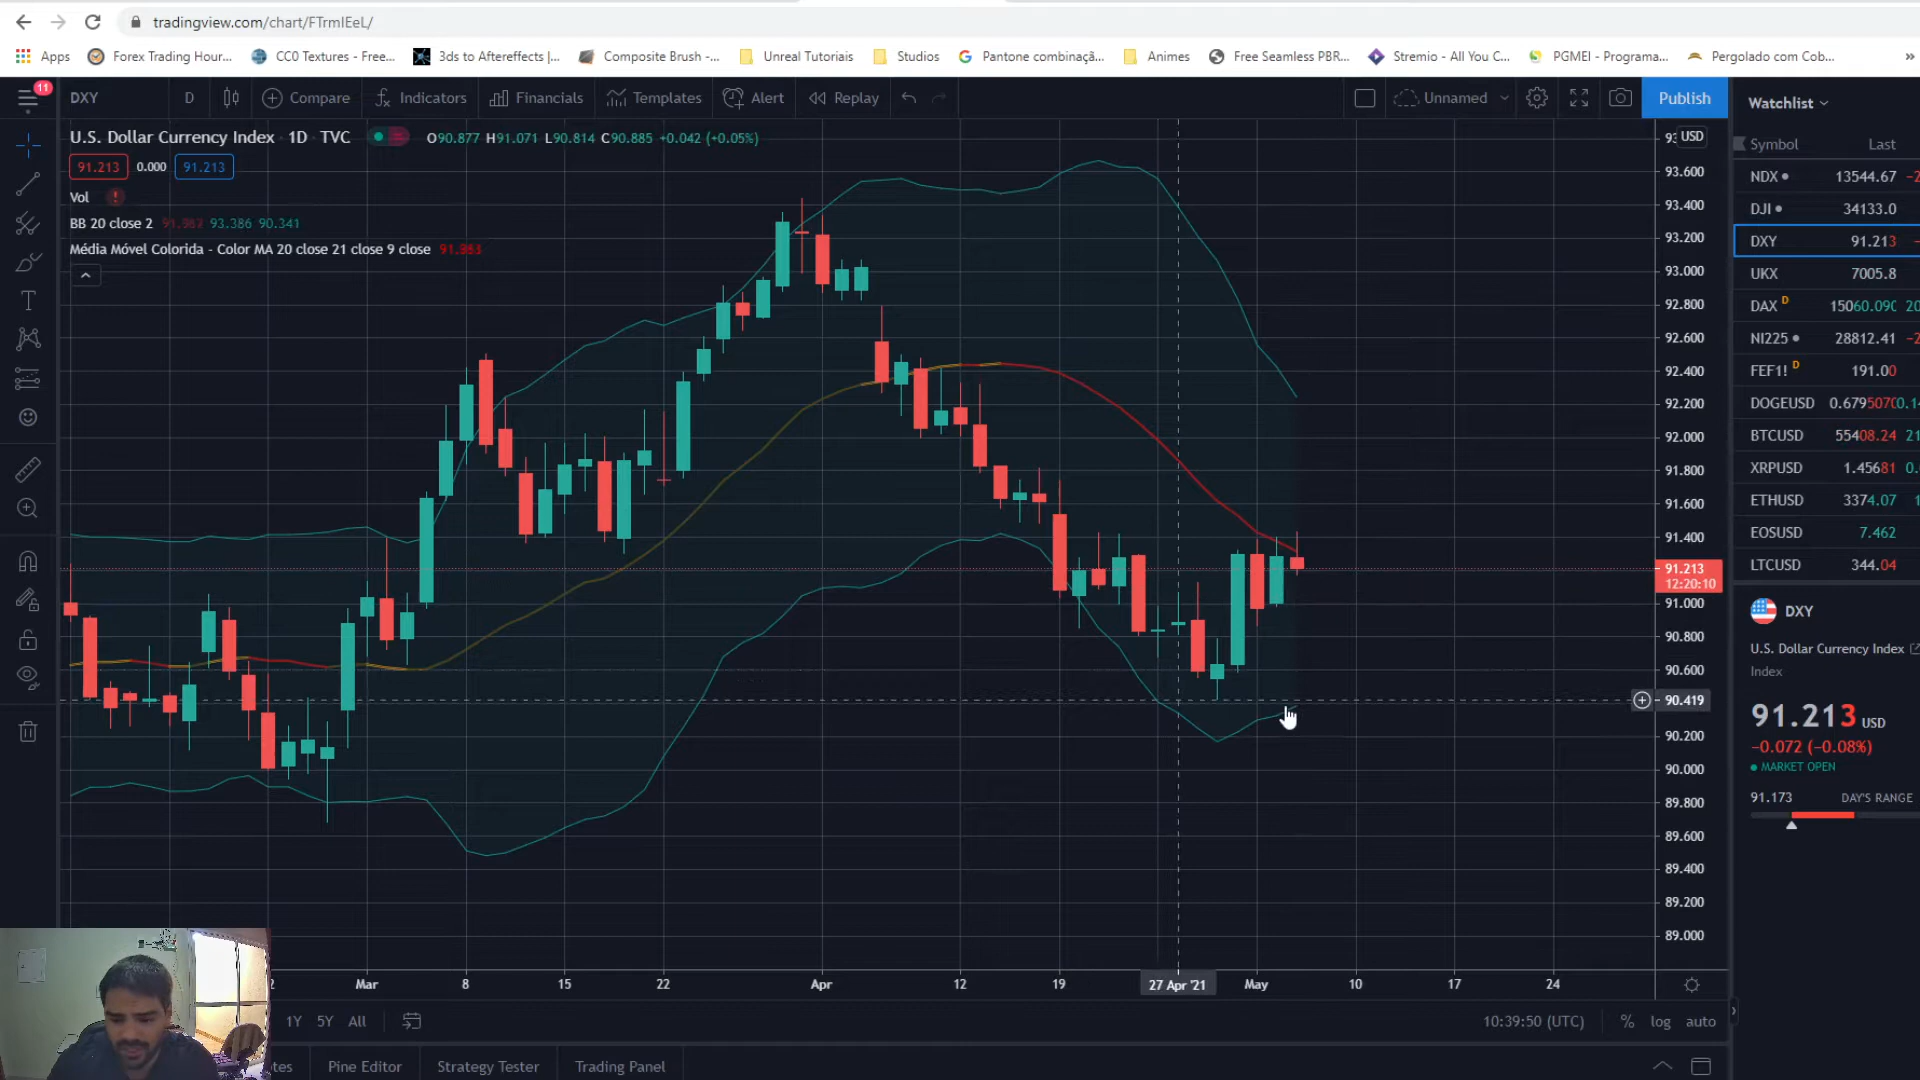 tradingview.com/chart/FTrmIEeL/
Apps Forex Trading Hour... CC0 Textures - Free... 3ds to Aftereffects |... Composite Brush -... Unreal Tutoriais Studios Pantone combinaçã... Animes Free Seamless PBR... Stremio - All You C... PGMEI - Programa... Pergolado com Cob... »
11
DXY D Compare Indicators Financials Templates Alert Replay Unnamed Publish Watchlist
U.S. Dollar Currency Index · 1D · TVC O90.877 H91.071 L90.814 C90.885 +0.042 (+0.05%)
USD
Symbol Last
91.213 0.000 91.213
Vol !
BB 20 close 2 93.386 90.341
Média Móvel Colorida - Color MA 20 close 21 close 9 close
93.600
93.400
93.200
93.000
92.800
92.600
92.400
92.200
92.000
91.800
91.600
91.400
91.213
12:20:10
91.000
90.800
90.600
90.419
90.200
90.000
89.800
89.600
89.400
89.200
89.000
NDX 13544.67
DJI 34133.0
DXY 91.213
UKX 7005.8
DAX D 15060.090 20
NI225 28812.41
FEF1! D 191.00
DOGEUSD
BTCUSD 55408.24 21
XRPUSD 1.45681 0.
ETHUSD 3374.07
EOSUSD 7.462
LTCUSD 344.04
DXY
U.S. Dollar Currency Index
Index
91.213 USD
−0.072 (−0.08%)
MARKET OPEN
91.173 DAY'S RANGE
Mar 8 15 22 Apr 12 19 27 Apr '21 May 10 17 24
1Y 5Y All 10:39:50 (UTC) % log auto
Pine Editor Strategy Tester Trading Panel